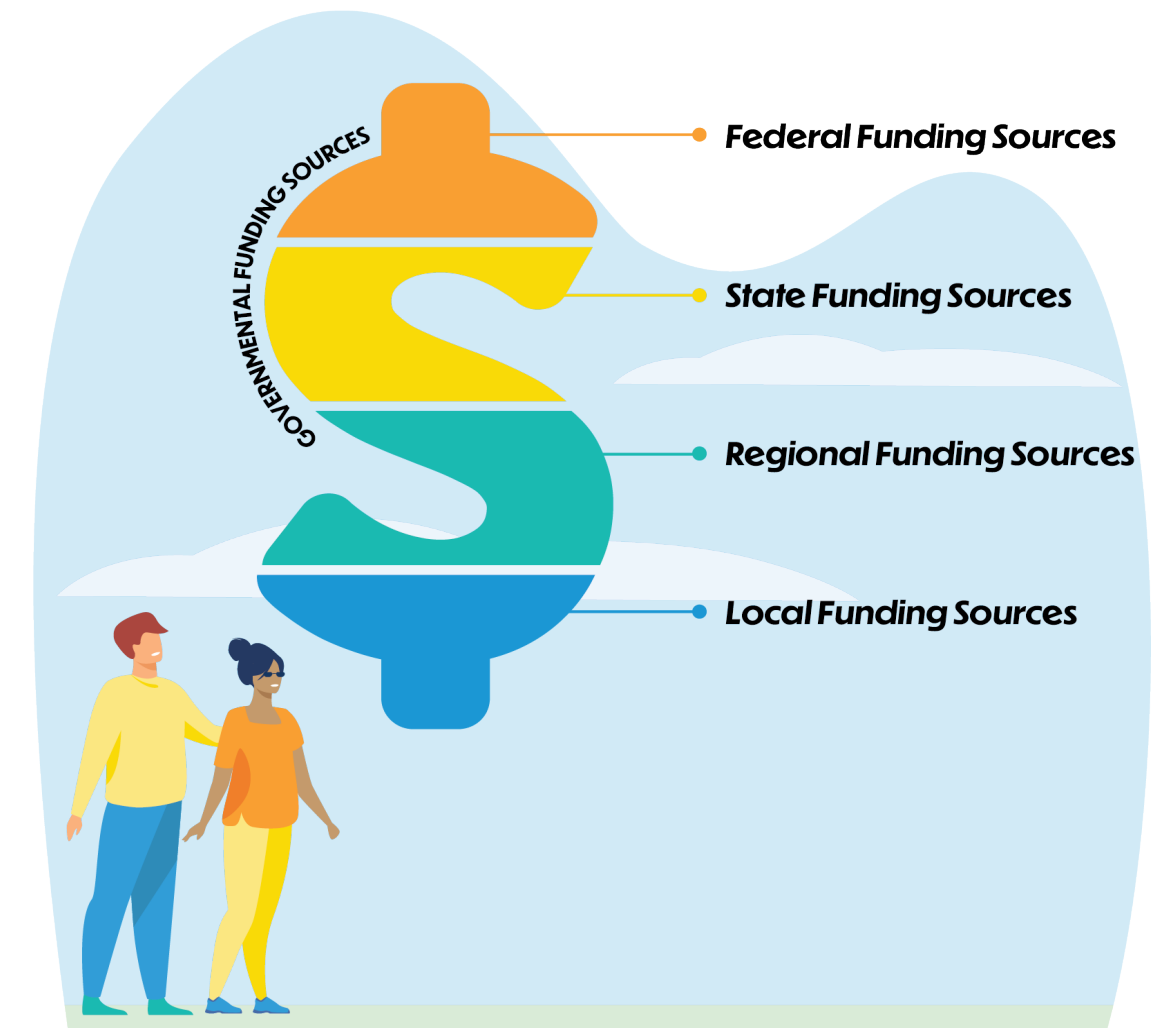 GOVERNMENTAL FUNDING SOURCES
Federal Funding Sources
State Funding Sources
Regional Funding Sources
Local Funding Sources